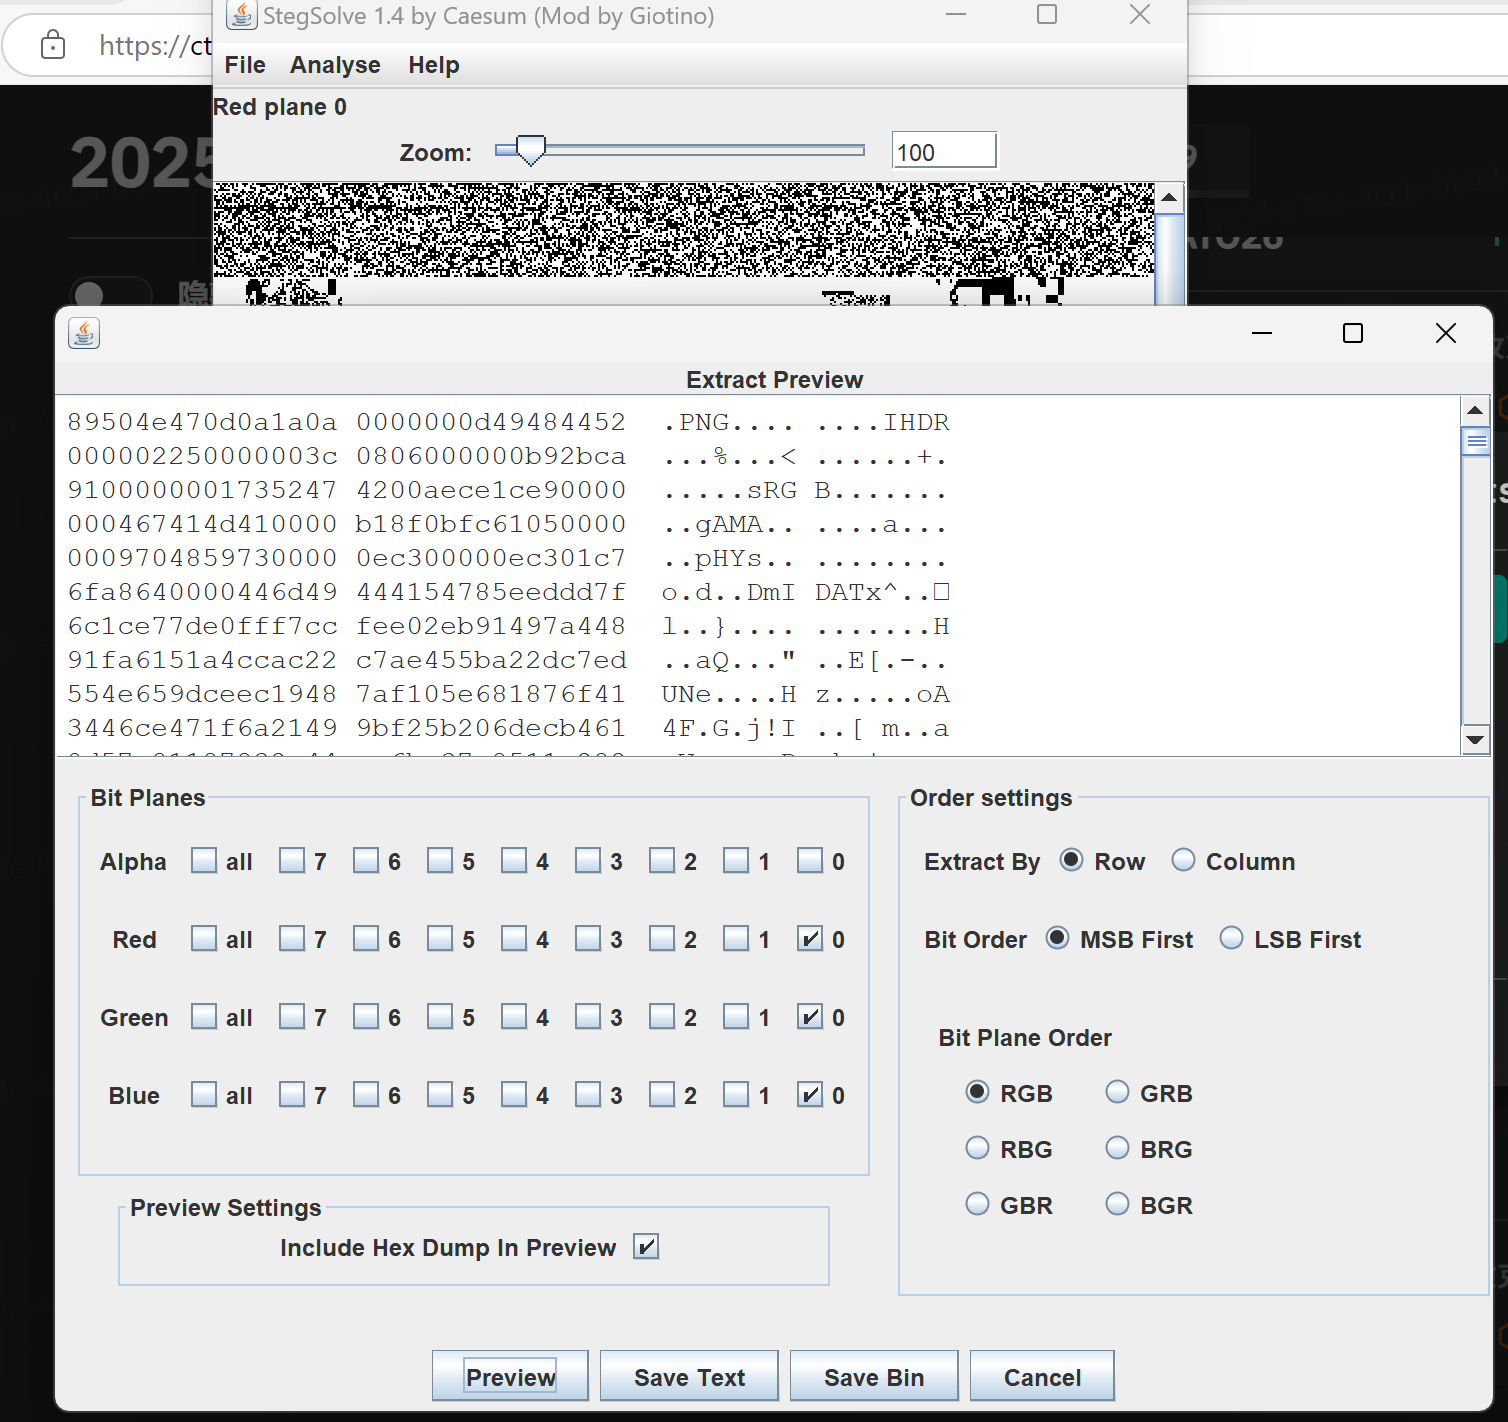 https://ct
StegSolve 1.4 by Caesum (Mod by Giotino)
File Analyse Help
Red plane 0
Zoom: 100
2025
隐
Extract Preview
89504e470d0a1a0a 0000000d49484452 .PNG.... ....IHDR
000002250000003c 0806000000b92bca ...%...< ......+.
9100000001735247 4200aece1ce90000 .....sRG B.......
000467414d410000 b18f0bfc61050000 ..gAMA.. ....a...
0009704859730000 0ec300000ec301c7 ..pHYs.. ........
6fa8640000446d49 444154785eeddd7f o.d..DmI DATx^..□
6c1ce77de0fff7cc fee02eb91497a448 l..}.... .......H
91fa6151a4ccac22 c7ae455ba22dc7ed ..aQ..." ..E[.-..
554e659dceec1948 7af105e681876f41 UNe....H z.....oA
3446ce471f6a2149 9bf25b206decb461 4F.G.j!I ..[ m..a
Bit Planes
Alpha all 7 6 5 4 3 2 1 0
Red all 7 6 5 4 3 2 1 0
Green all 7 6 5 4 3 2 1 0
Blue all 7 6 5 4 3 2 1 0
Preview Settings
Include Hex Dump In Preview
Order settings
Extract By Row Column
Bit Order MSB First LSB First
Bit Plane Order
RGB GRB
RBG BRG
GBR BGR
Preview Save Text Save Bin Cancel